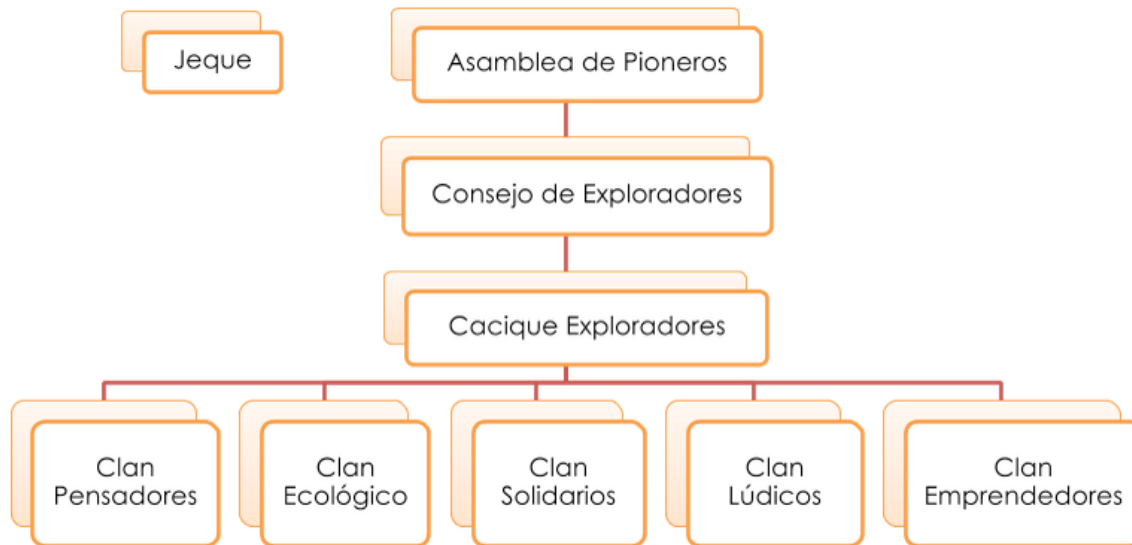 Jeque
Asamblea de Pioneros
Consejo de Exploradores
Cacique Exploradores
Clan
Pensadores
Clan
Ecológico
Clan
Solidarios
Clan
Lúdicos
Clan
Emprendedores